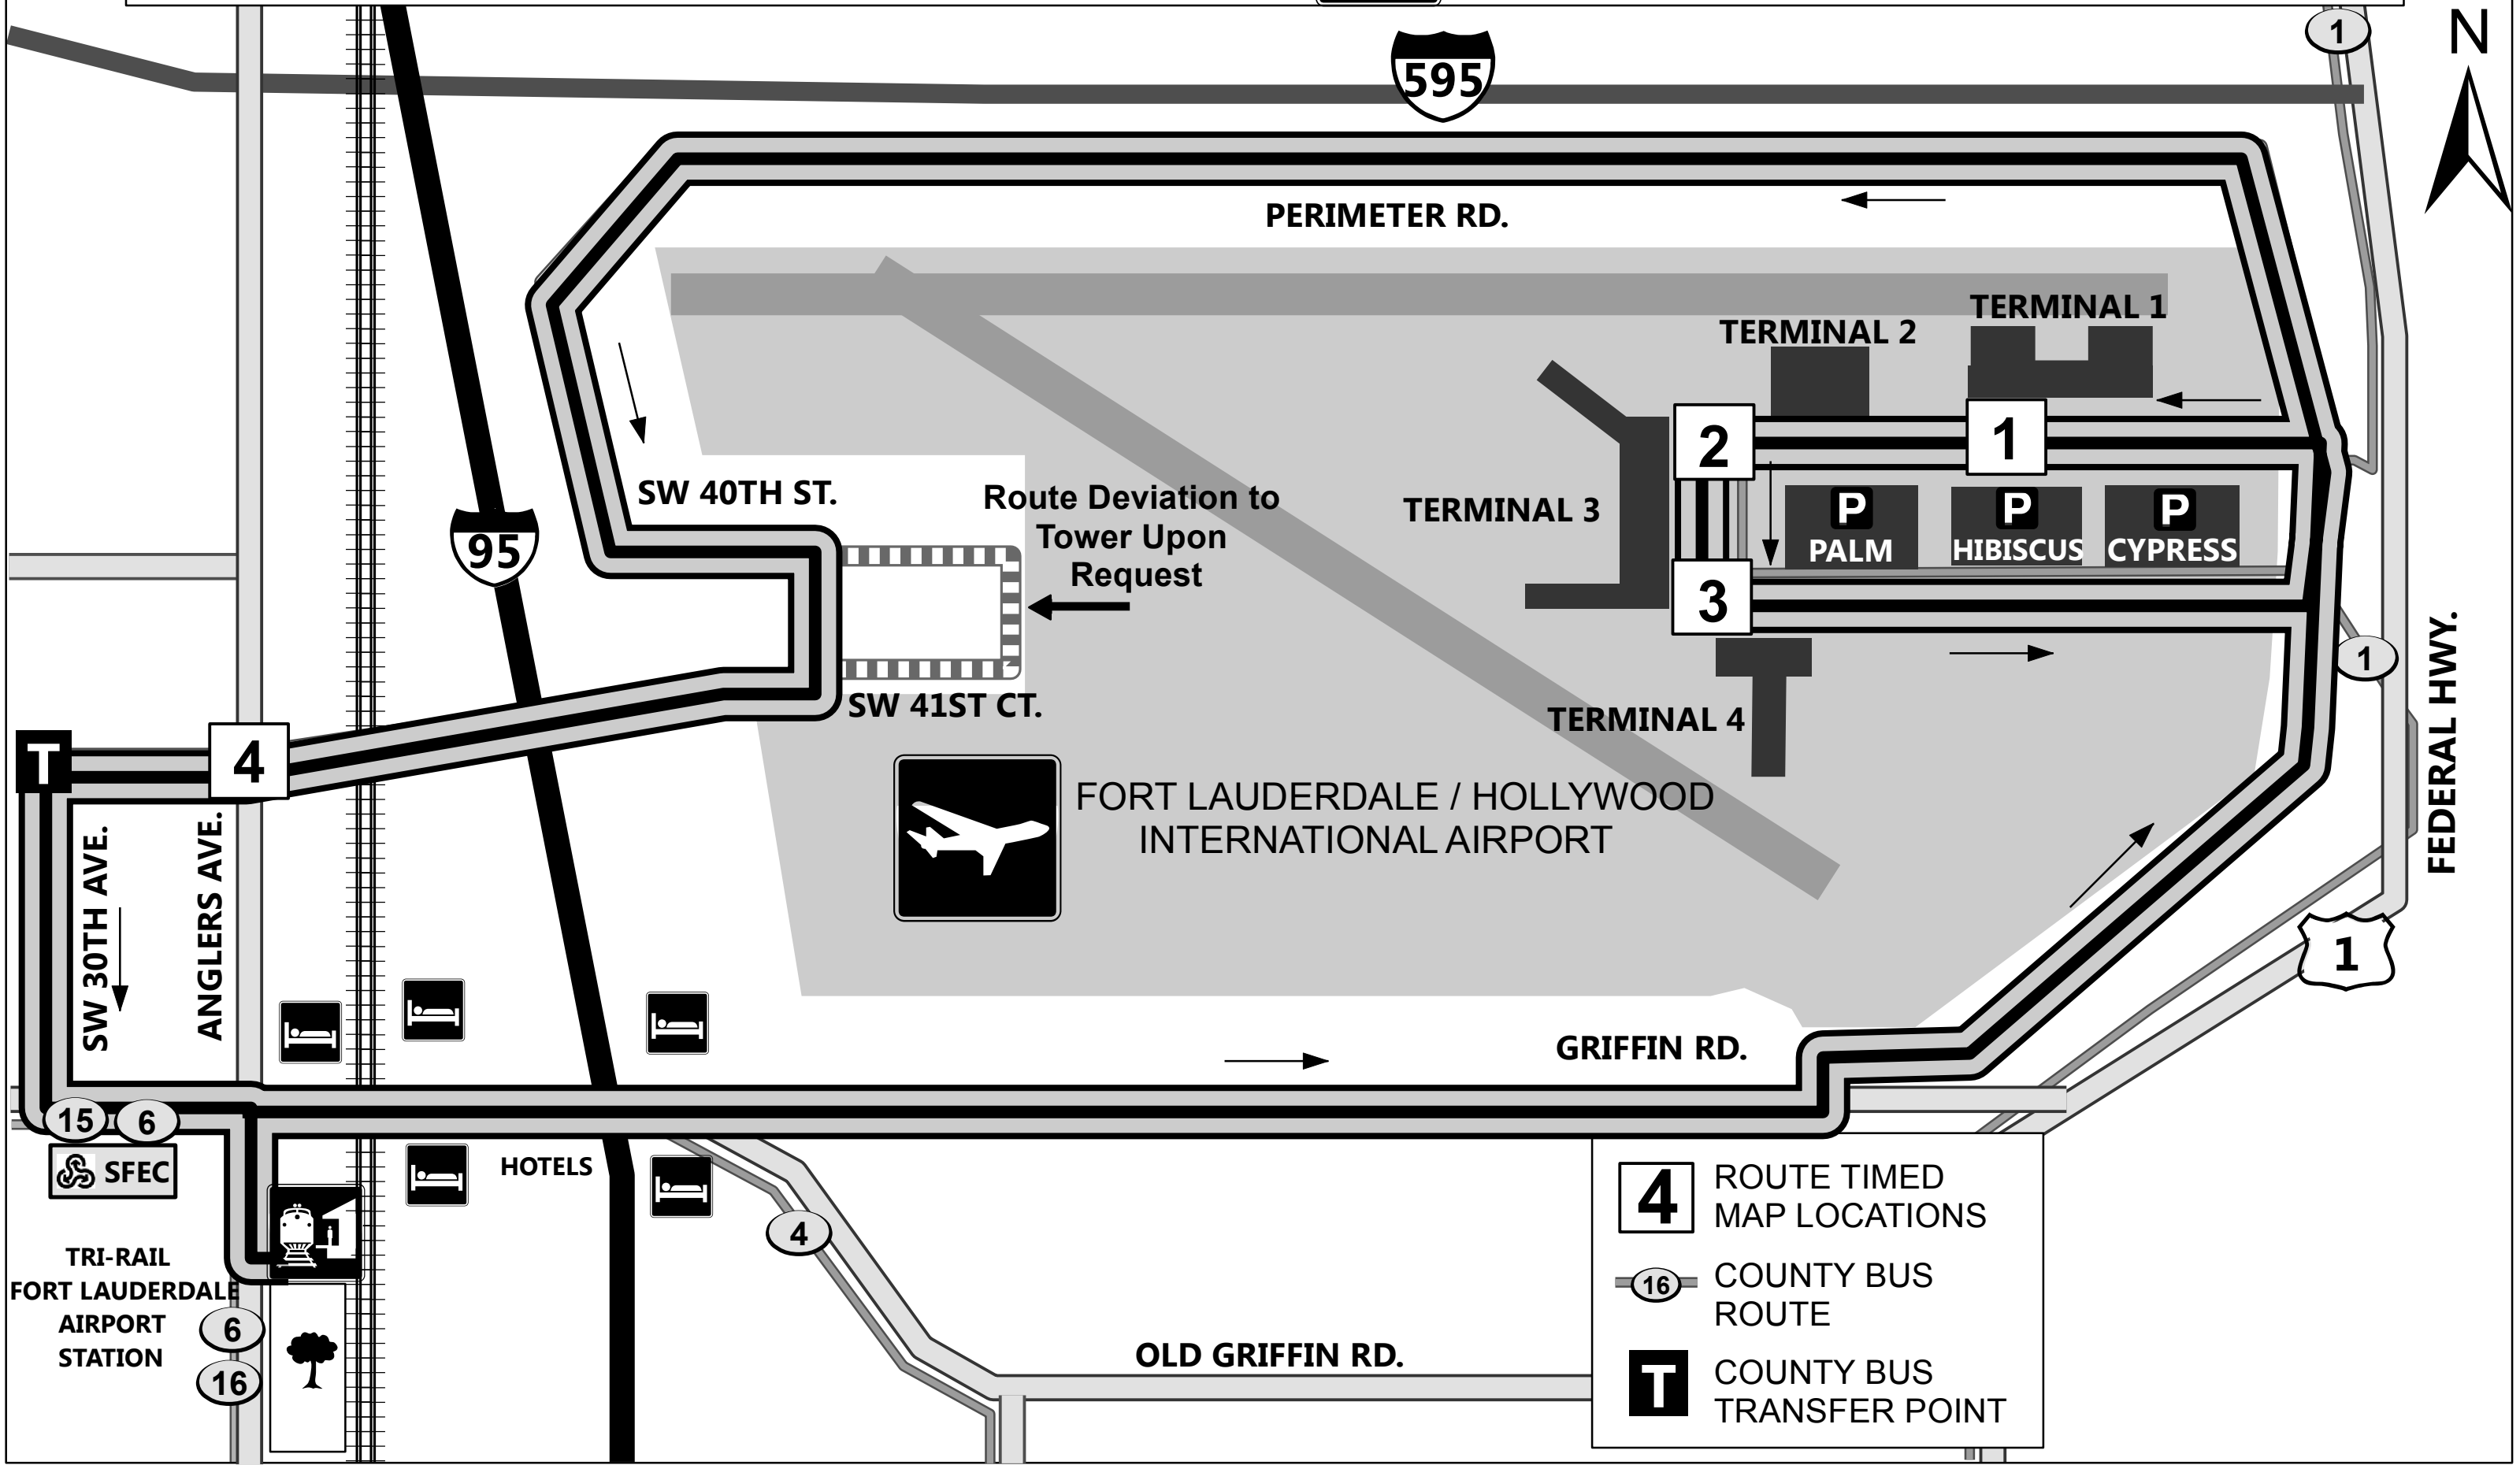 1
N
595
PERIMETER RD.
TERMINAL 1
TERMINAL 2
2
1
SW 40TH ST.
Route Deviation to
Tower Upon
Request
TERMINAL 3
P
P
P
PALM
HIBISCUS
CYPRESS
95
3
1
FEDERAL HWY.
SW 41ST CT.
TERMINAL 4
T
4
FORT LAUDERDALE / HOLLYWOOD
INTERNATIONAL AIRPORT
SW 30TH AVE.
ANGLERS AVE.
1
GRIFFIN RD.
15
6
SFEC
HOTELS
4
TRI-RAIL
FORT LAUDERDALE
AIRPORT
STATION
6
16
OLD GRIFFIN RD.
4
ROUTE TIMED
MAP LOCATIONS
16
COUNTY BUS
ROUTE
T
COUNTY BUS
TRANSFER POINT